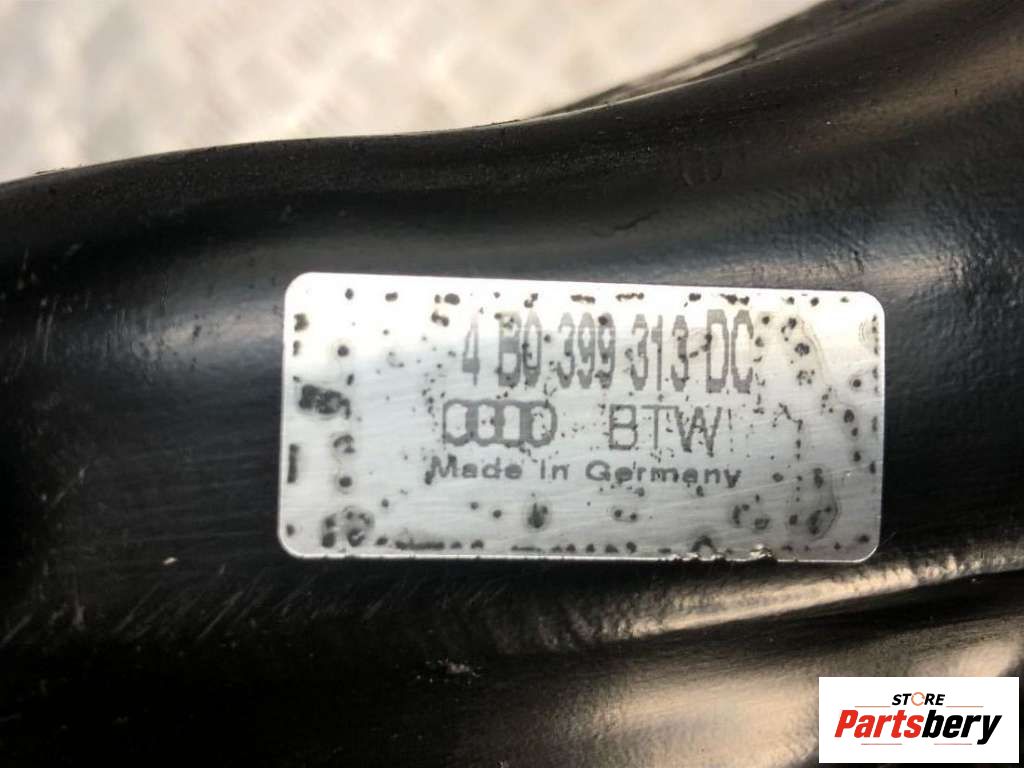 4 B0 399 313 DC
BTW
Made in Germany
STORE
Partsbery